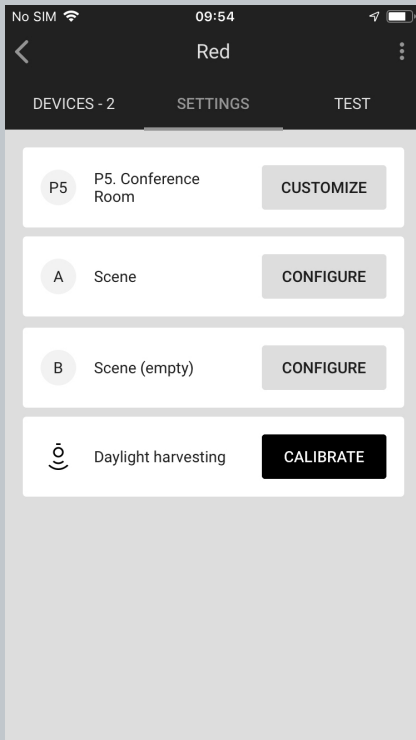 No SIM 09:54
Red
DEVICES - 2 SETTINGS TEST
P5 P5. Conference Room CUSTOMIZE
A Scene CONFIGURE
B Scene (empty) CONFIGURE
Daylight harvesting CALIBRATE